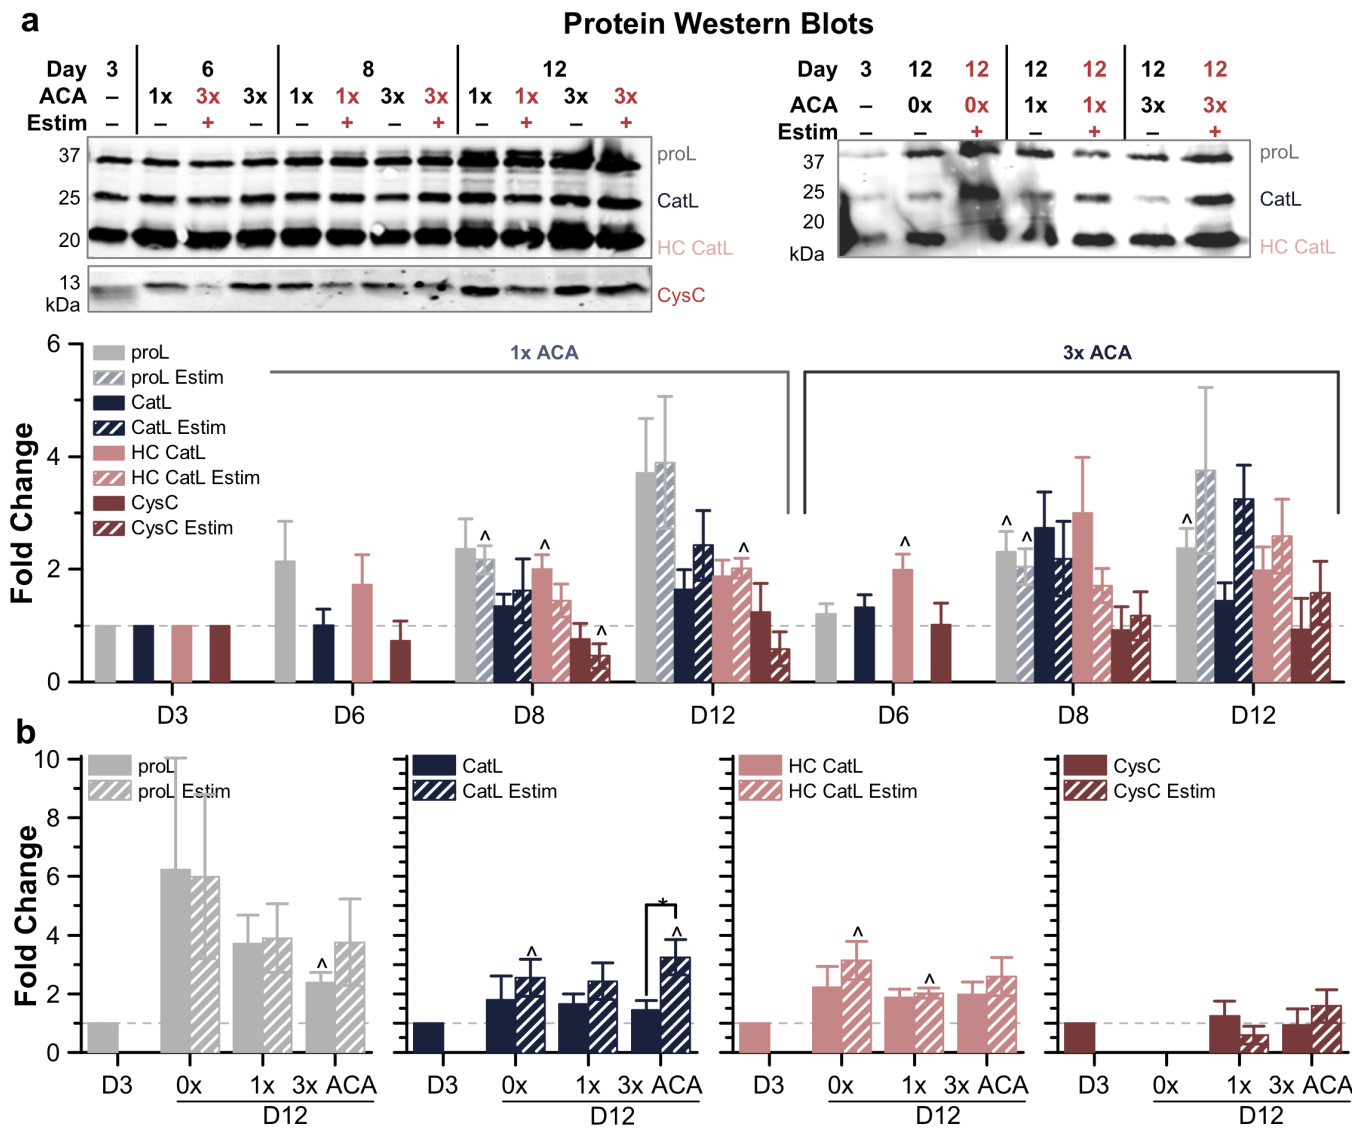 a
Protein Western Blots
Day 3 6 8 12
ACA – 1x 3x 3x 1x 1x 3x 3x 1x 1x 3x 3x
Estim – – + – – + – + – + – +
37 proL
25 CatL
20 HC CatL
13 CysC
kDa
Day 3 12 12 12 12 12 12
ACA – 0x 0x 1x 1x 3x 3x
Estim – – + – + – +
37 proL
25 CatL
20
kDa HC CatL
Fold Change
6
4
2
0
proL
proL Estim
CatL
CatL Estim
HC CatL
HC CatL Estim
CysC
CysC Estim
1x ACA
3x ACA
^ ^ ^ ^ ^ ^ ^ ^
D3 D6 D8 D12 D6 D8 D12
b
Fold Change
10
8
6
4
2
0
proL
proL Estim
^
D3 0x 1x 3x ACA
D12
CatL
CatL Estim
*
^ ^
D3 0x 1x 3x ACA
D12
HC CatL
HC CatL Estim
^ ^
D3 0x 1x 3x ACA
D12
CysC
CysC Estim
D3 0x 1x 3x ACA
D12